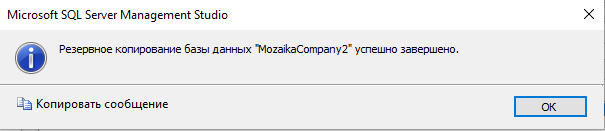 Microsoft SQL Server Management Studio
Резервное копирование базы данных "MozaikaCompany2" успешно завершено.
Копировать сообщение
OK